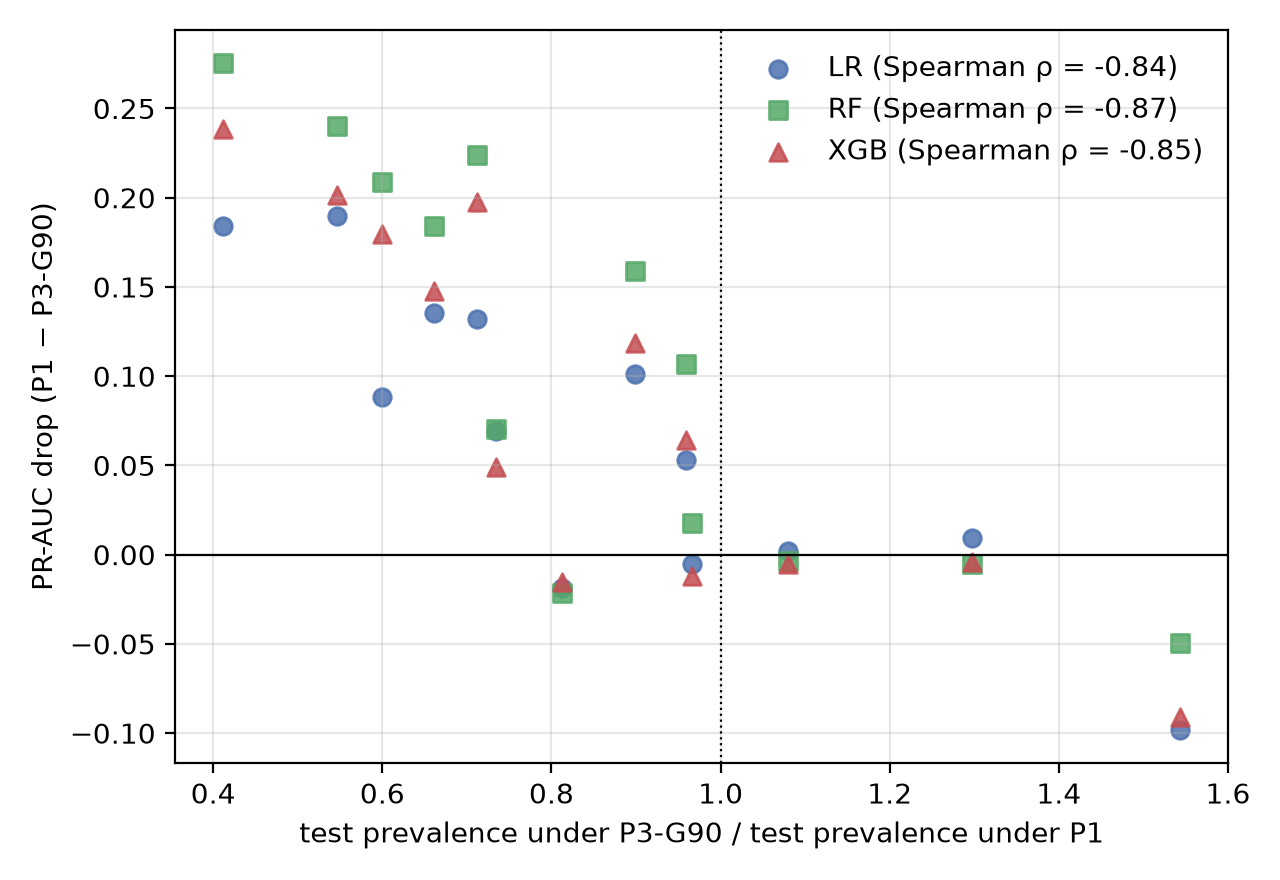 LR (Spearman ρ = -0.84)
RF (Spearman ρ = -0.87)
XGB (Spearman ρ = -0.85)
PR-AUC drop (P1 − P3-G90)
0.25
0.20
0.15
0.10
0.05
0.00
−0.05
−0.10
0.4 0.6 0.8 1.0 1.2 1.4 1.6
test prevalence under P3-G90 / test prevalence under P1